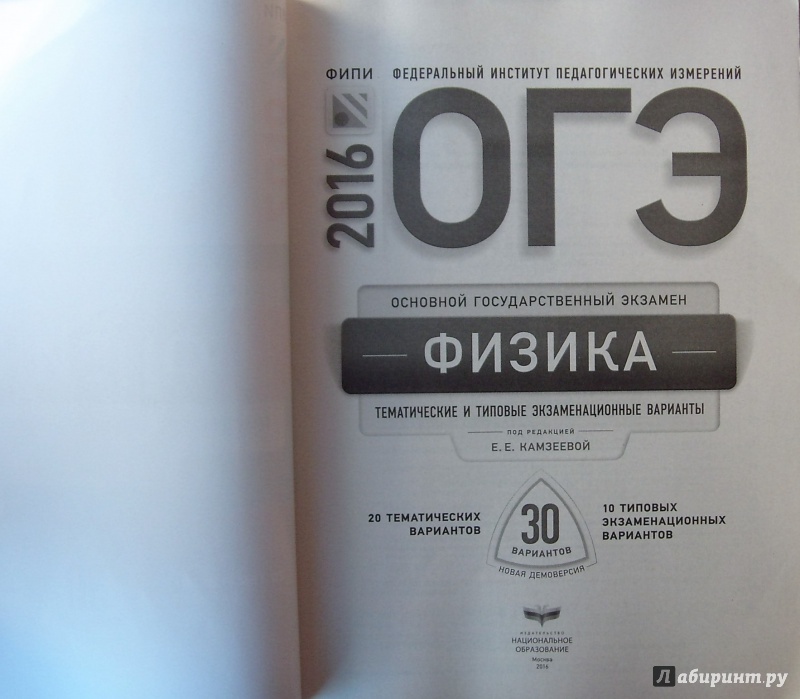 ФИПИ ФЕДЕРАЛЬНЫЙ ИНСТИТУТ ПЕДАГОГИЧЕСКИХ ИЗМЕРЕНИЙ
2016
ОГЭ
ОСНОВНОЙ ГОСУДАРСТВЕННЫЙ ЭКЗАМЕН
ФИЗИКА
ТЕМАТИЧЕСКИЕ И ТИПОВЫЕ ЭКЗАМЕНАЦИОННЫЕ ВАРИАНТЫ
ПОД РЕДАКЦИЕЙ
Е. Е. КАМЗЕЕВОЙ
20 ТЕМАТИЧЕСКИХ
ВАРИАНТОВ
30
ВАРИАНТОВ
НОВАЯ ДЕМОВЕРСИЯ
10 ТИПОВЫХ
ЭКЗАМЕНАЦИОННЫХ
ВАРИАНТОВ
ИЗДАТЕЛЬСТВО
НАЦИОНАЛЬНОЕ
ОБРАЗОВАНИЕ
Москва
2016
Лабиринт.ру